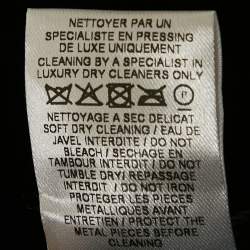 NETTOYER PAR UN
SPECIALISTE EN PRESSING
DE LUXE UNIQUEMENT
CLEANING BY A SPECIALIST IN
LUXURY DRY CLEANERS ONLY
P
NETTOYAGE A SEC DELICAT
SOFT DRY CLEANING / EAU DE
JAVEL INTERDITE / DO NOT
BLEACH / SECHAGE EN
TAMBOUR INTERDIT / DO NOT
TUMBLE DRY/ REPASSAGE
INTERDIT / DO NOT IRON
PROTEGER LES PIECES
METALLIQUES AVANT
ENTRETIEN / PROTECT THE
METAL PIECES BEFORE
CLEANING